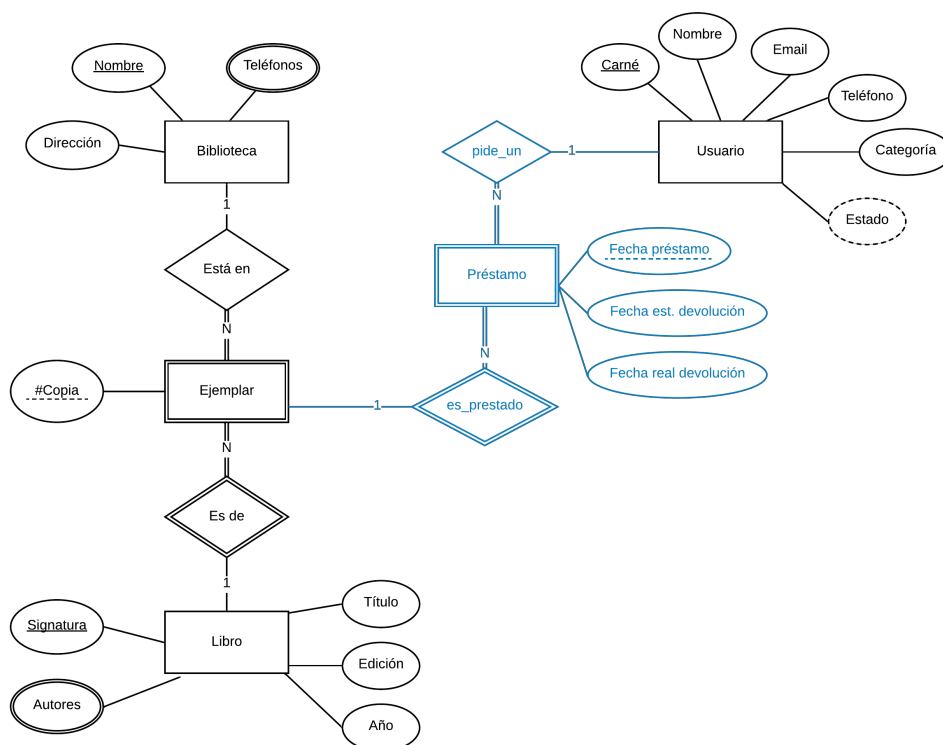 Nombre
Teléfonos
Dirección
Biblioteca
1
Está en
N
#Copia
Ejemplar
N
Es de
1
Signatura
Libro
Autores
Título
Edición
Año
pide_un
1
N
Préstamo
Fecha préstamo
Fecha est. devolución
Fecha real devolución
N
es_prestado
1
Carné
Nombre
Email
Teléfono
Usuario
Categoría
Estado